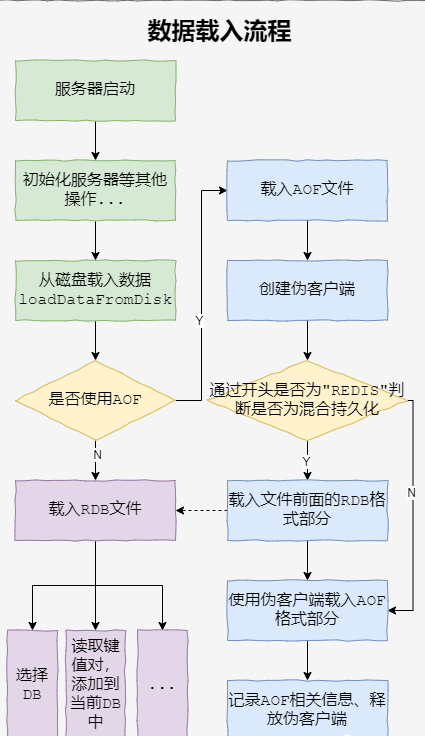 数据载入流程
服务器启动
初始化服务器等其他
操作...
从磁盘载入数据
loadDataFromDisk
是否使用AOF
Y
N
载入RDB文件
选择
DB
读取键
值对，
添加到
当前DB
中
...
载入AOF文件
创建伪客户端
通过开头是否为"REDIS"判
断是否为混合持久化
Y
N
载入文件前面的RDB格
式部分
使用伪客户端载入AOF
格式部分
记录AOF相关信息、释
放伪客户端